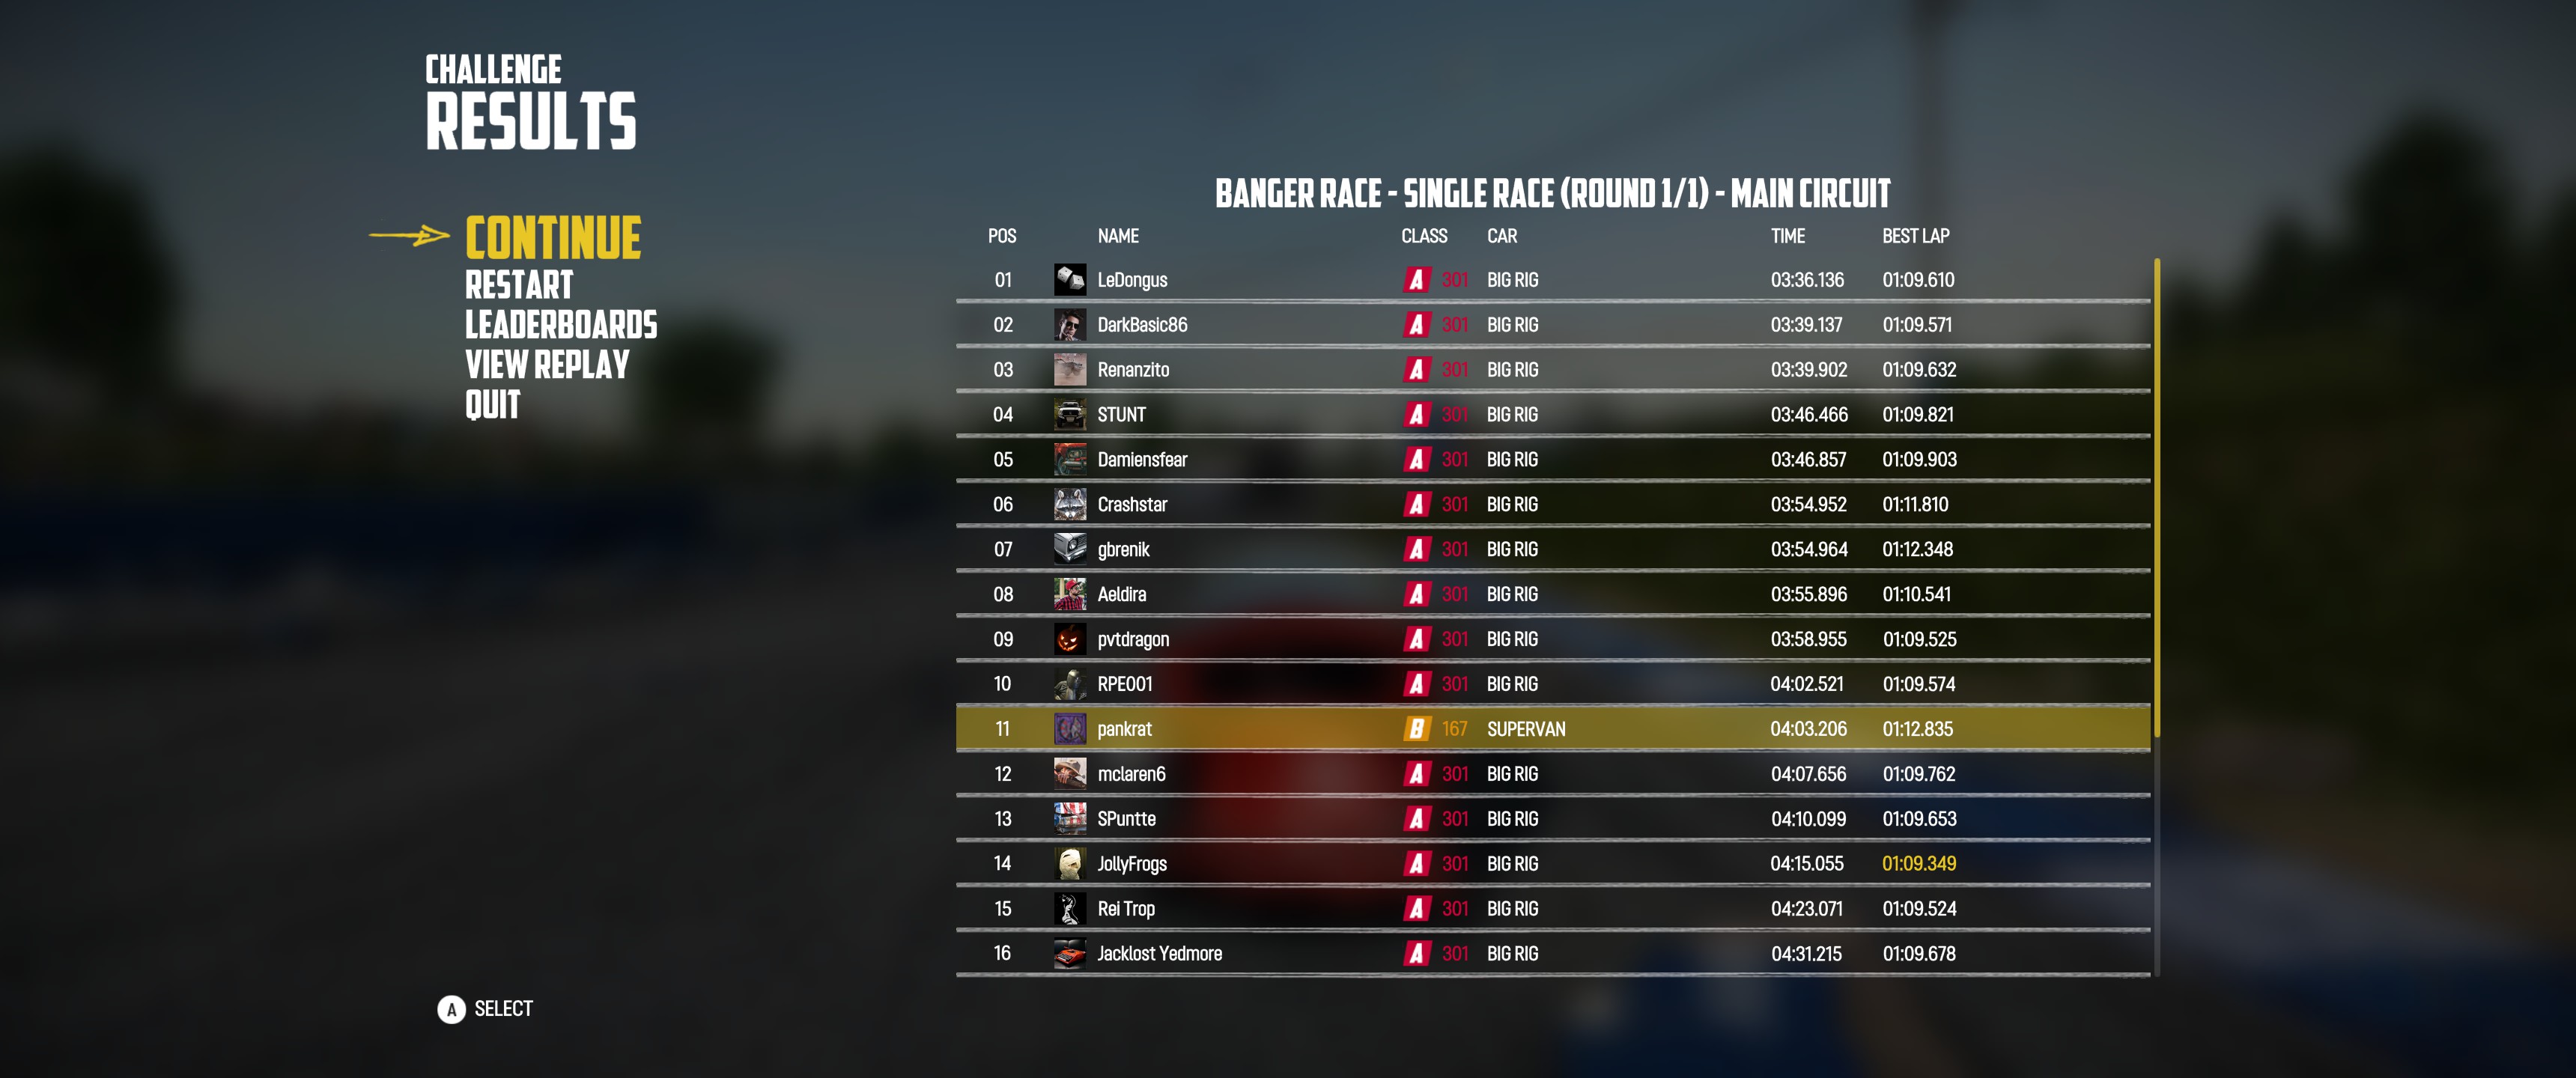 CHALLENGE
RESULTS
CONTINUE
RESTART
LEADERBOARDS
VIEW REPLAY
QUIT
BANGER RACE - SINGLE RACE (ROUND 1/1) - MAIN CIRCUIT
POS NAME CLASS CAR TIME BEST LAP
01 LeDongus A 301 BIG RIG 03:36.136 01:09.610
02 DarkBasic86 A 301 BIG RIG 03:39.137 01:09.571
03 Renanzito A 301 BIG RIG 03:39.902 01:09.632
04 STUNT A 301 BIG RIG 03:46.466 01:09.821
05 Damiensfear A 301 BIG RIG 03:46.857 01:09.903
06 Crashstar A 301 BIG RIG 03:54.952 01:11.810
07 gbrenik A 301 BIG RIG 03:54.964 01:12.348
08 Aeldira A 301 BIG RIG 03:55.896 01:10.541
09 pvtdragon A 301 BIG RIG 03:58.955 01:09.525
10 RPE001 A 301 BIG RIG 04:02.521 01:09.574
11 pankrat B 167 SUPERVAN 04:03.206 01:12.835
12 mclaren6 A 301 BIG RIG 04:07.656 01:09.762
13 SPuntte A 301 BIG RIG 04:10.099 01:09.653
14 JollyFrogs A 301 BIG RIG 04:15.055 01:09.349
15 Rei Trop A 301 BIG RIG 04:23.071 01:09.524
16 Jacklost Yedmore A 301 BIG RIG 04:31.215 01:09.678
A SELECT